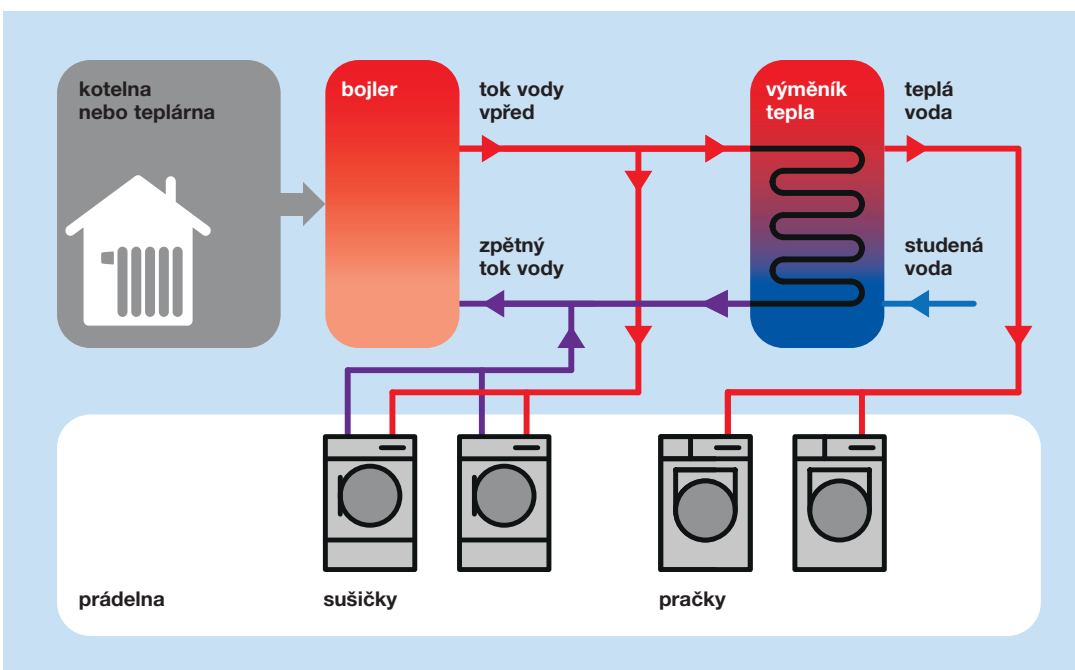 kotelna
nebo teplárna
bojler
tok vody
vpřed
výměník
tepla
teplá
voda
zpětný
tok vody
studená
voda
prádelna
sušičky
pračky